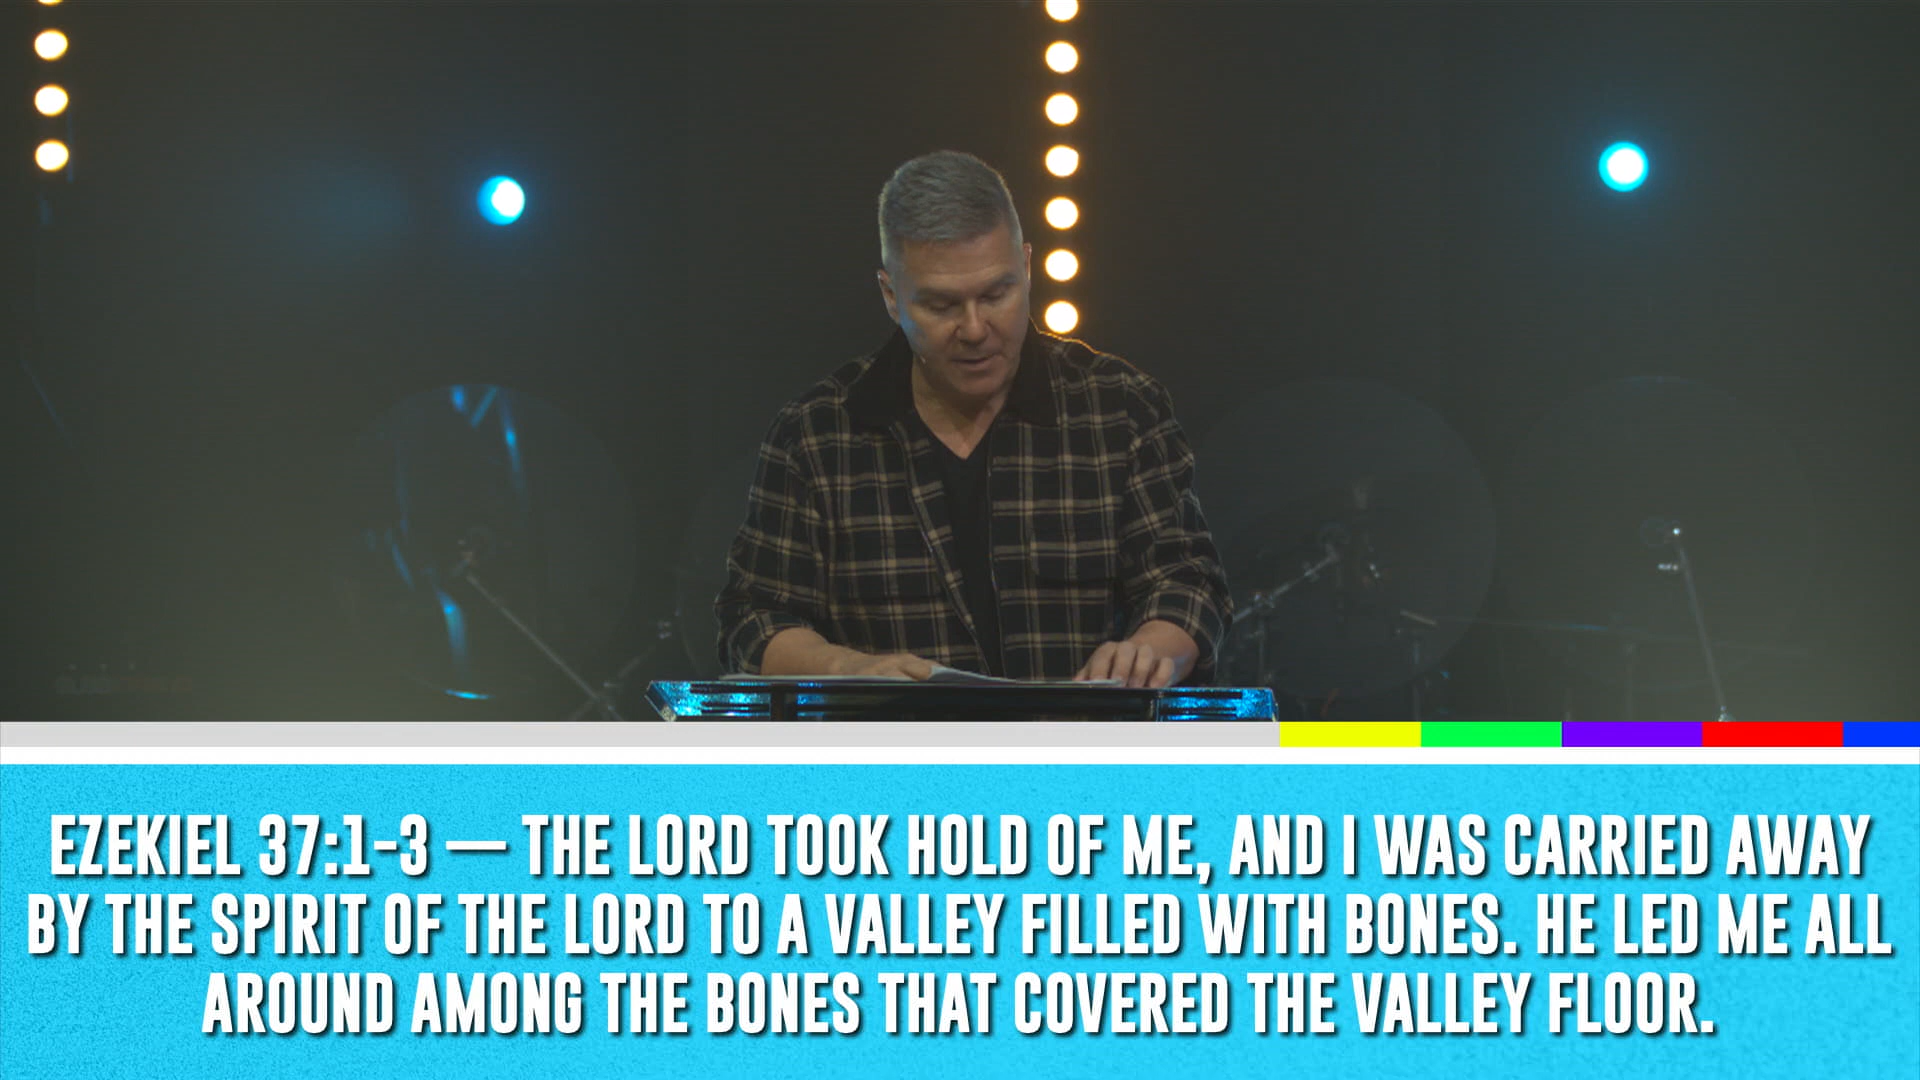 EZEKIEL 37:1-3 — THE LORD TOOK HOLD OF ME, AND I WAS CARRIED AWAY
BY THE SPIRIT OF THE LORD TO A VALLEY FILLED WITH BONES. HE LED ME ALL
AROUND AMONG THE BONES THAT COVERED THE VALLEY FLOOR.